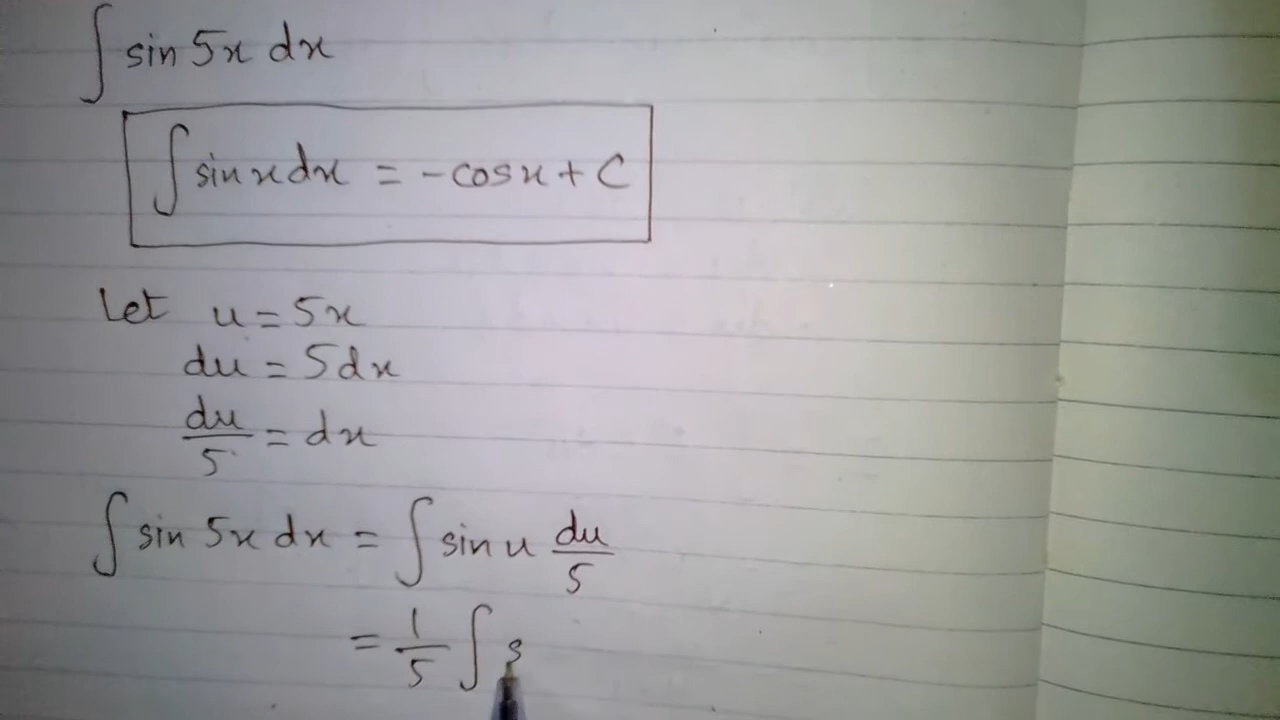 ∫ sin 5x dx
∫ sin x dx = -cos x + C
Let u = 5x
du = 5dx
du/5 = dx
∫ sin 5x dx = ∫ sin u du/5
= 1/5 ∫ s